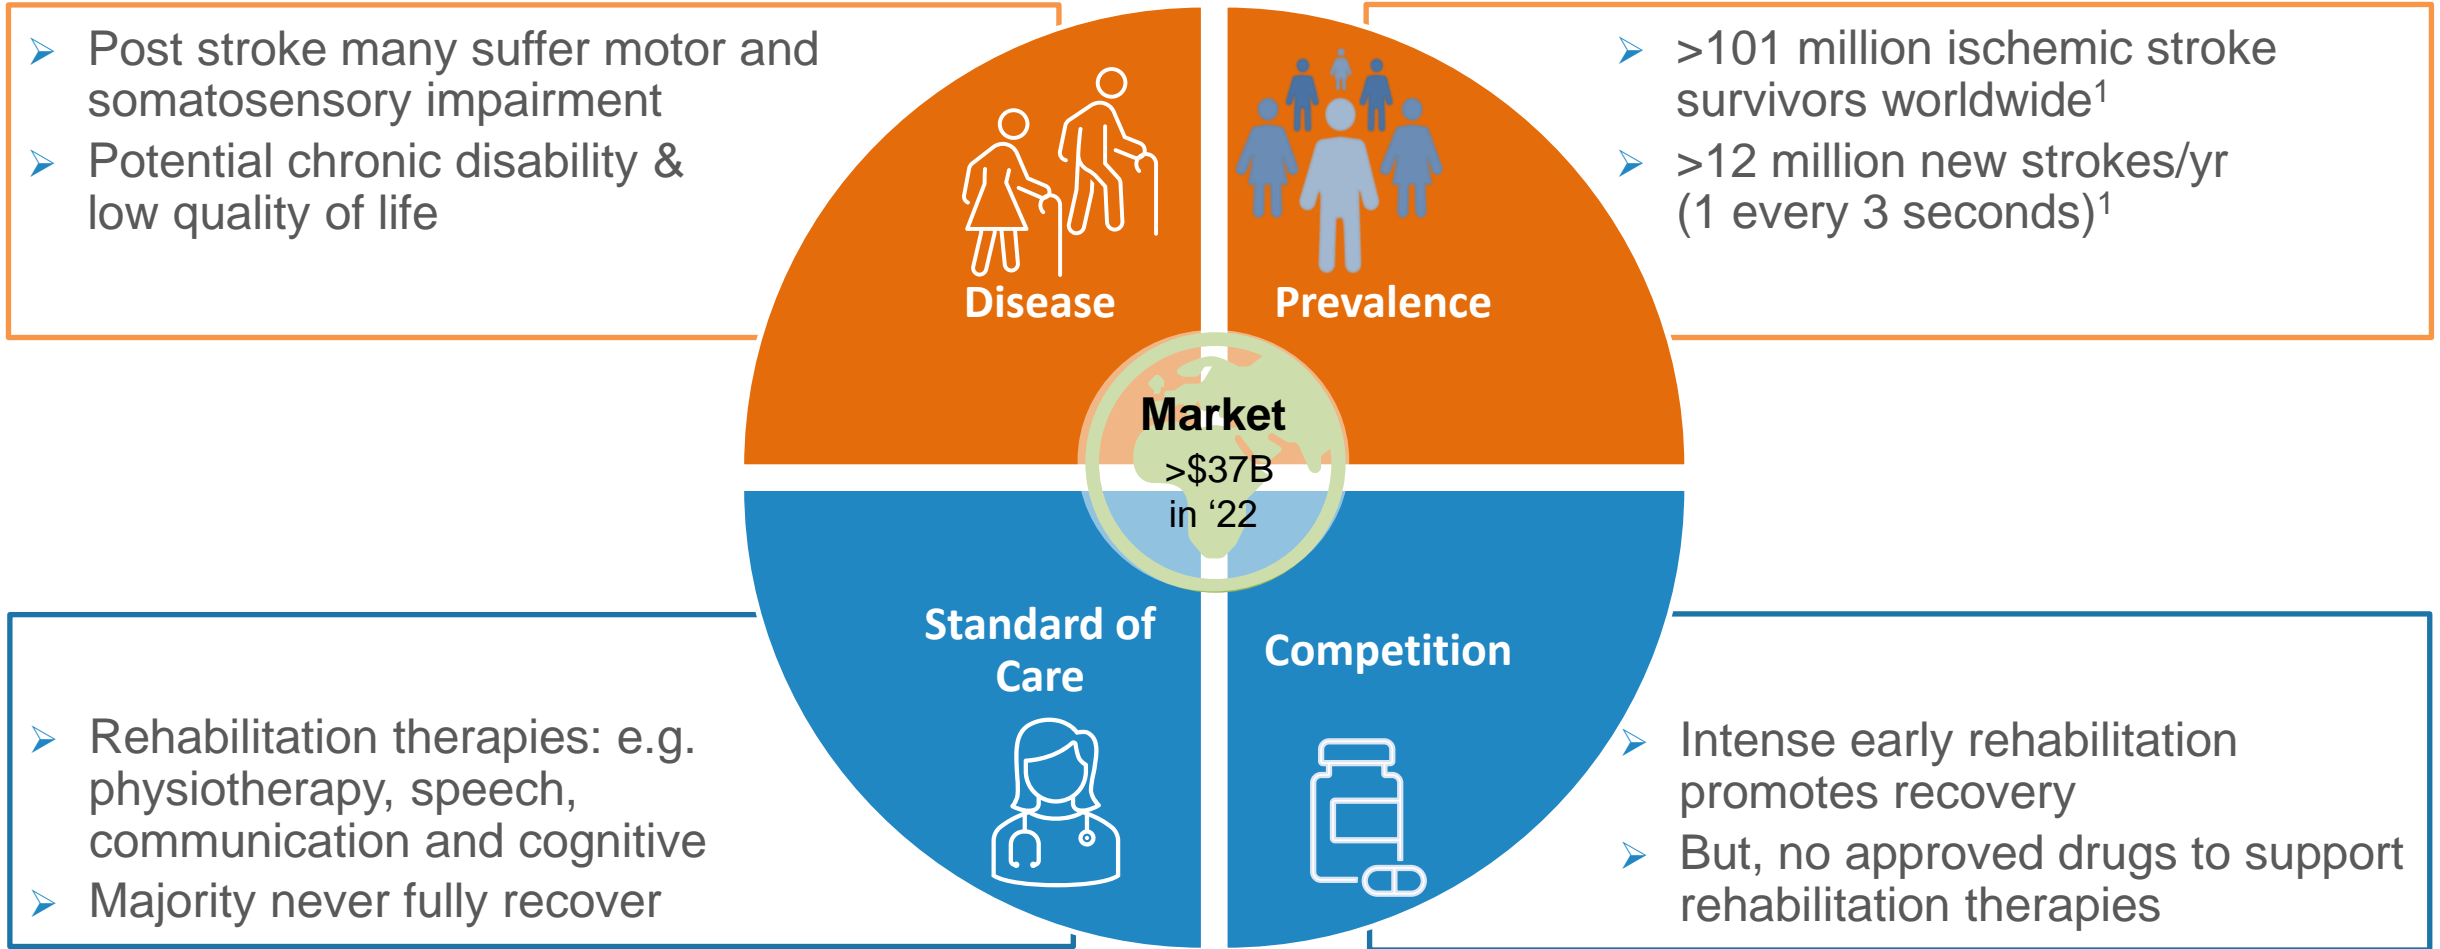 ➢ Post stroke many suffer motor and
somatosensory impairment
➢ Potential chronic disability &
low quality of life
Disease
Prevalence
➢ >101 million ischemic stroke
survivors worldwide¹
➢ >12 million new strokes/yr
(1 every 3 seconds)¹
Market
>$37B
in ‘22
Standard of
Care
➢ Rehabilitation therapies: e.g.
physiotherapy, speech,
communication and cognitive
➢ Majority never fully recover
Competition
➢ Intense early rehabilitation
promotes recovery
➢ But, no approved drugs to support
rehabilitation therapies